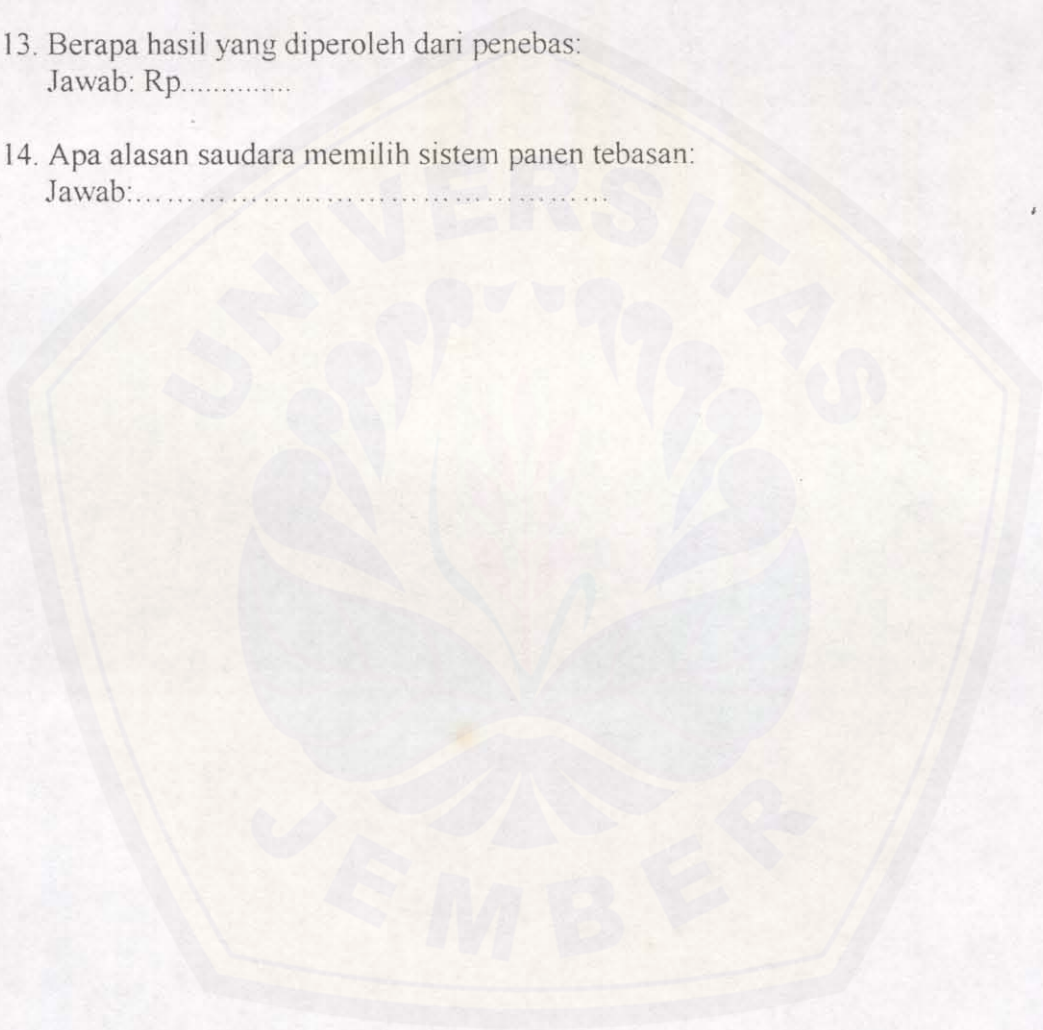 13. Berapa hasil yang diperoleh dari penebas:
Jawab: Rp..............
14. Apa alasan saudara memilih sistem panen tebasan:
Jawab:.............................................
UNIVERSITAS
JEMBER